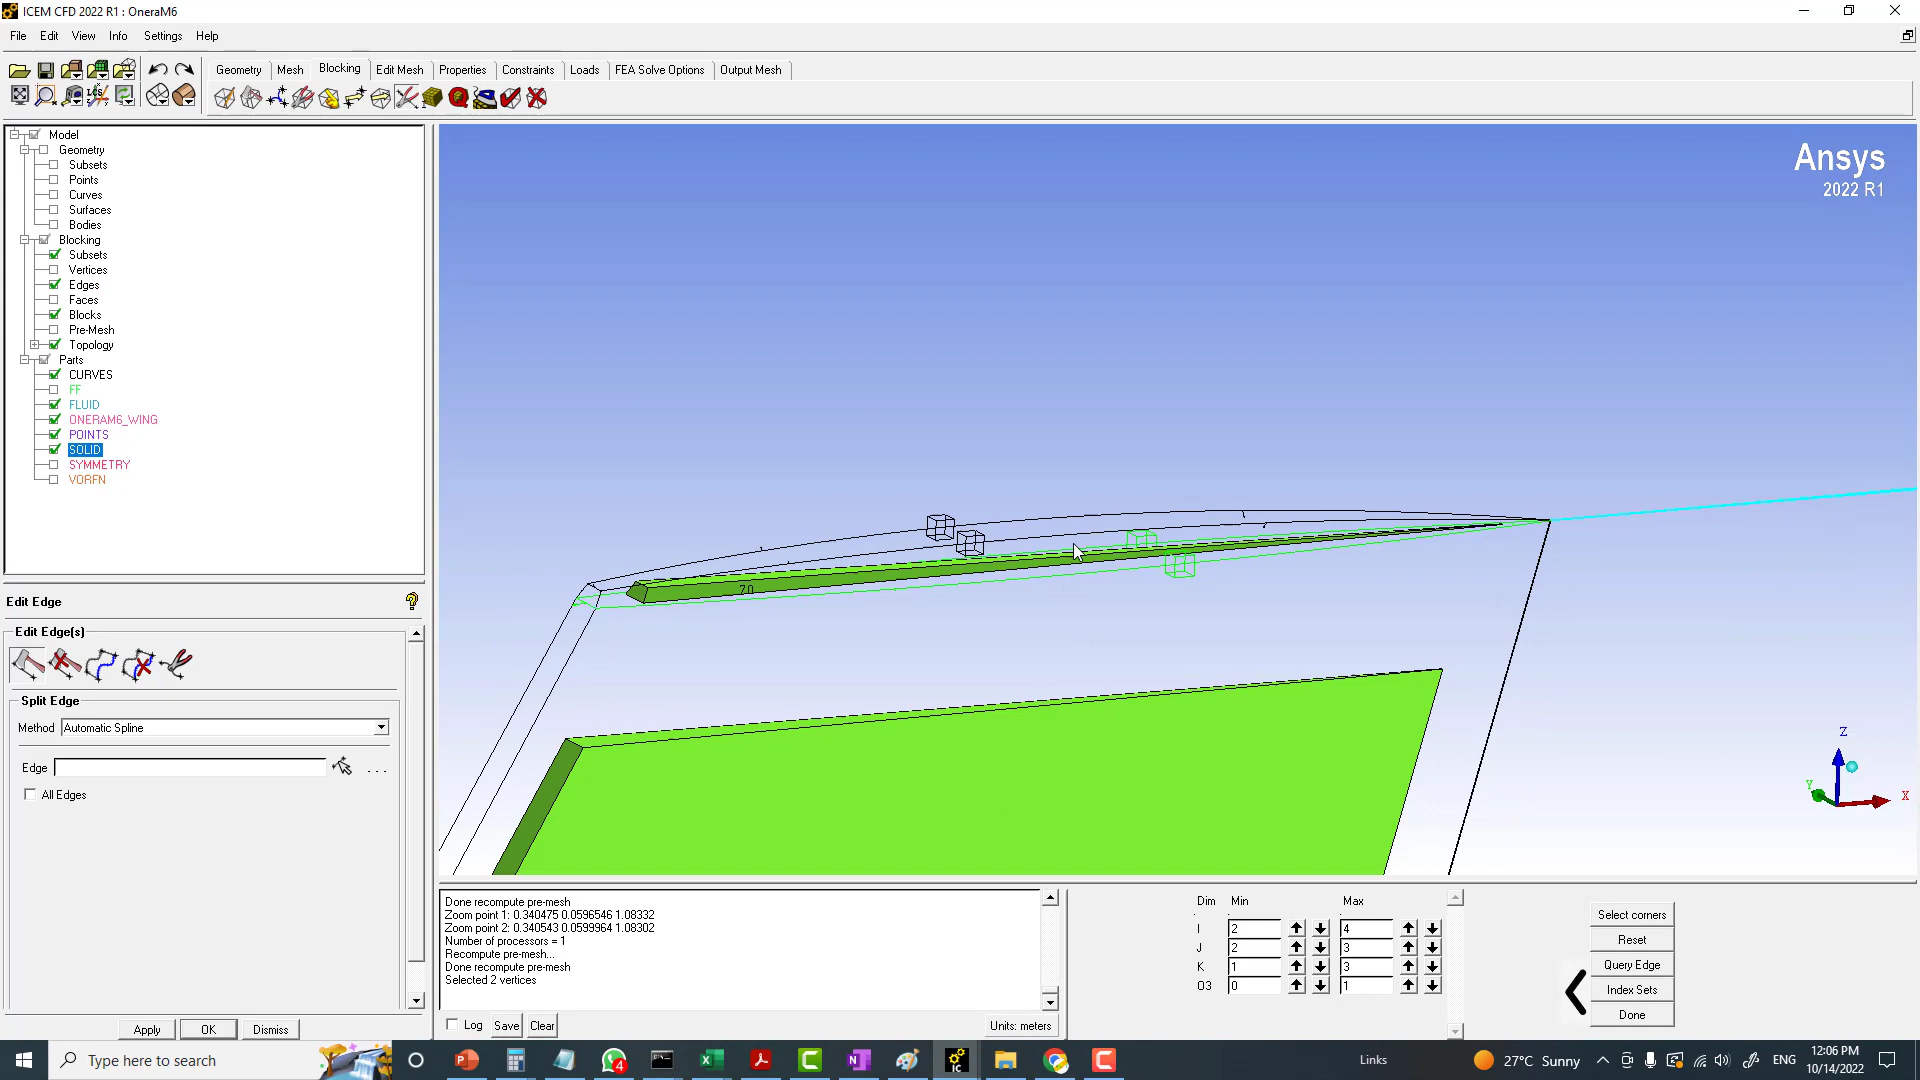 ICEM CFD 2022 R1 : OneraM6
File Edit View Info Settings Help
Geometry Mesh Blocking Edit Mesh Properties Constraints Loads FEA Solve Options Output Mesh
LCS
Model
Geometry
Subsets
Points
Curves
Surfaces
Bodies
Blocking
Subsets
Vertices
Edges
Faces
Blocks
Pre-Mesh
Topology
Parts
CURVES
FF
FLUID
ONERAM6_WING
POINTS
SOLID
SYMMETRY
VORFN
Ansys
2022 R1
70
Z
Y
X
Edit Edge
Edit Edge(s)
Split Edge
Method Automatic Spline
Edge
...
All Edges
Apply OK Dismiss
Done recompute pre-mesh
Zoom point 1: 0.340475 0.0596546 1.08332
Zoom point 2: 0.340543 0.0599964 1.08302
Number of processors = 1
Recompute pre-mesh...
Done recompute pre-mesh
Selected 2 vertices
Log Save Clear Units: meters
Dim Min Max
I 2 4
J 2 3
K 1 3
O3 0 1
Select corners
Reset
Query Edge
Index Sets
Done
Type here to search
4
IC
Links
27°C Sunny
ENG
12:06 PM
10/14/2022